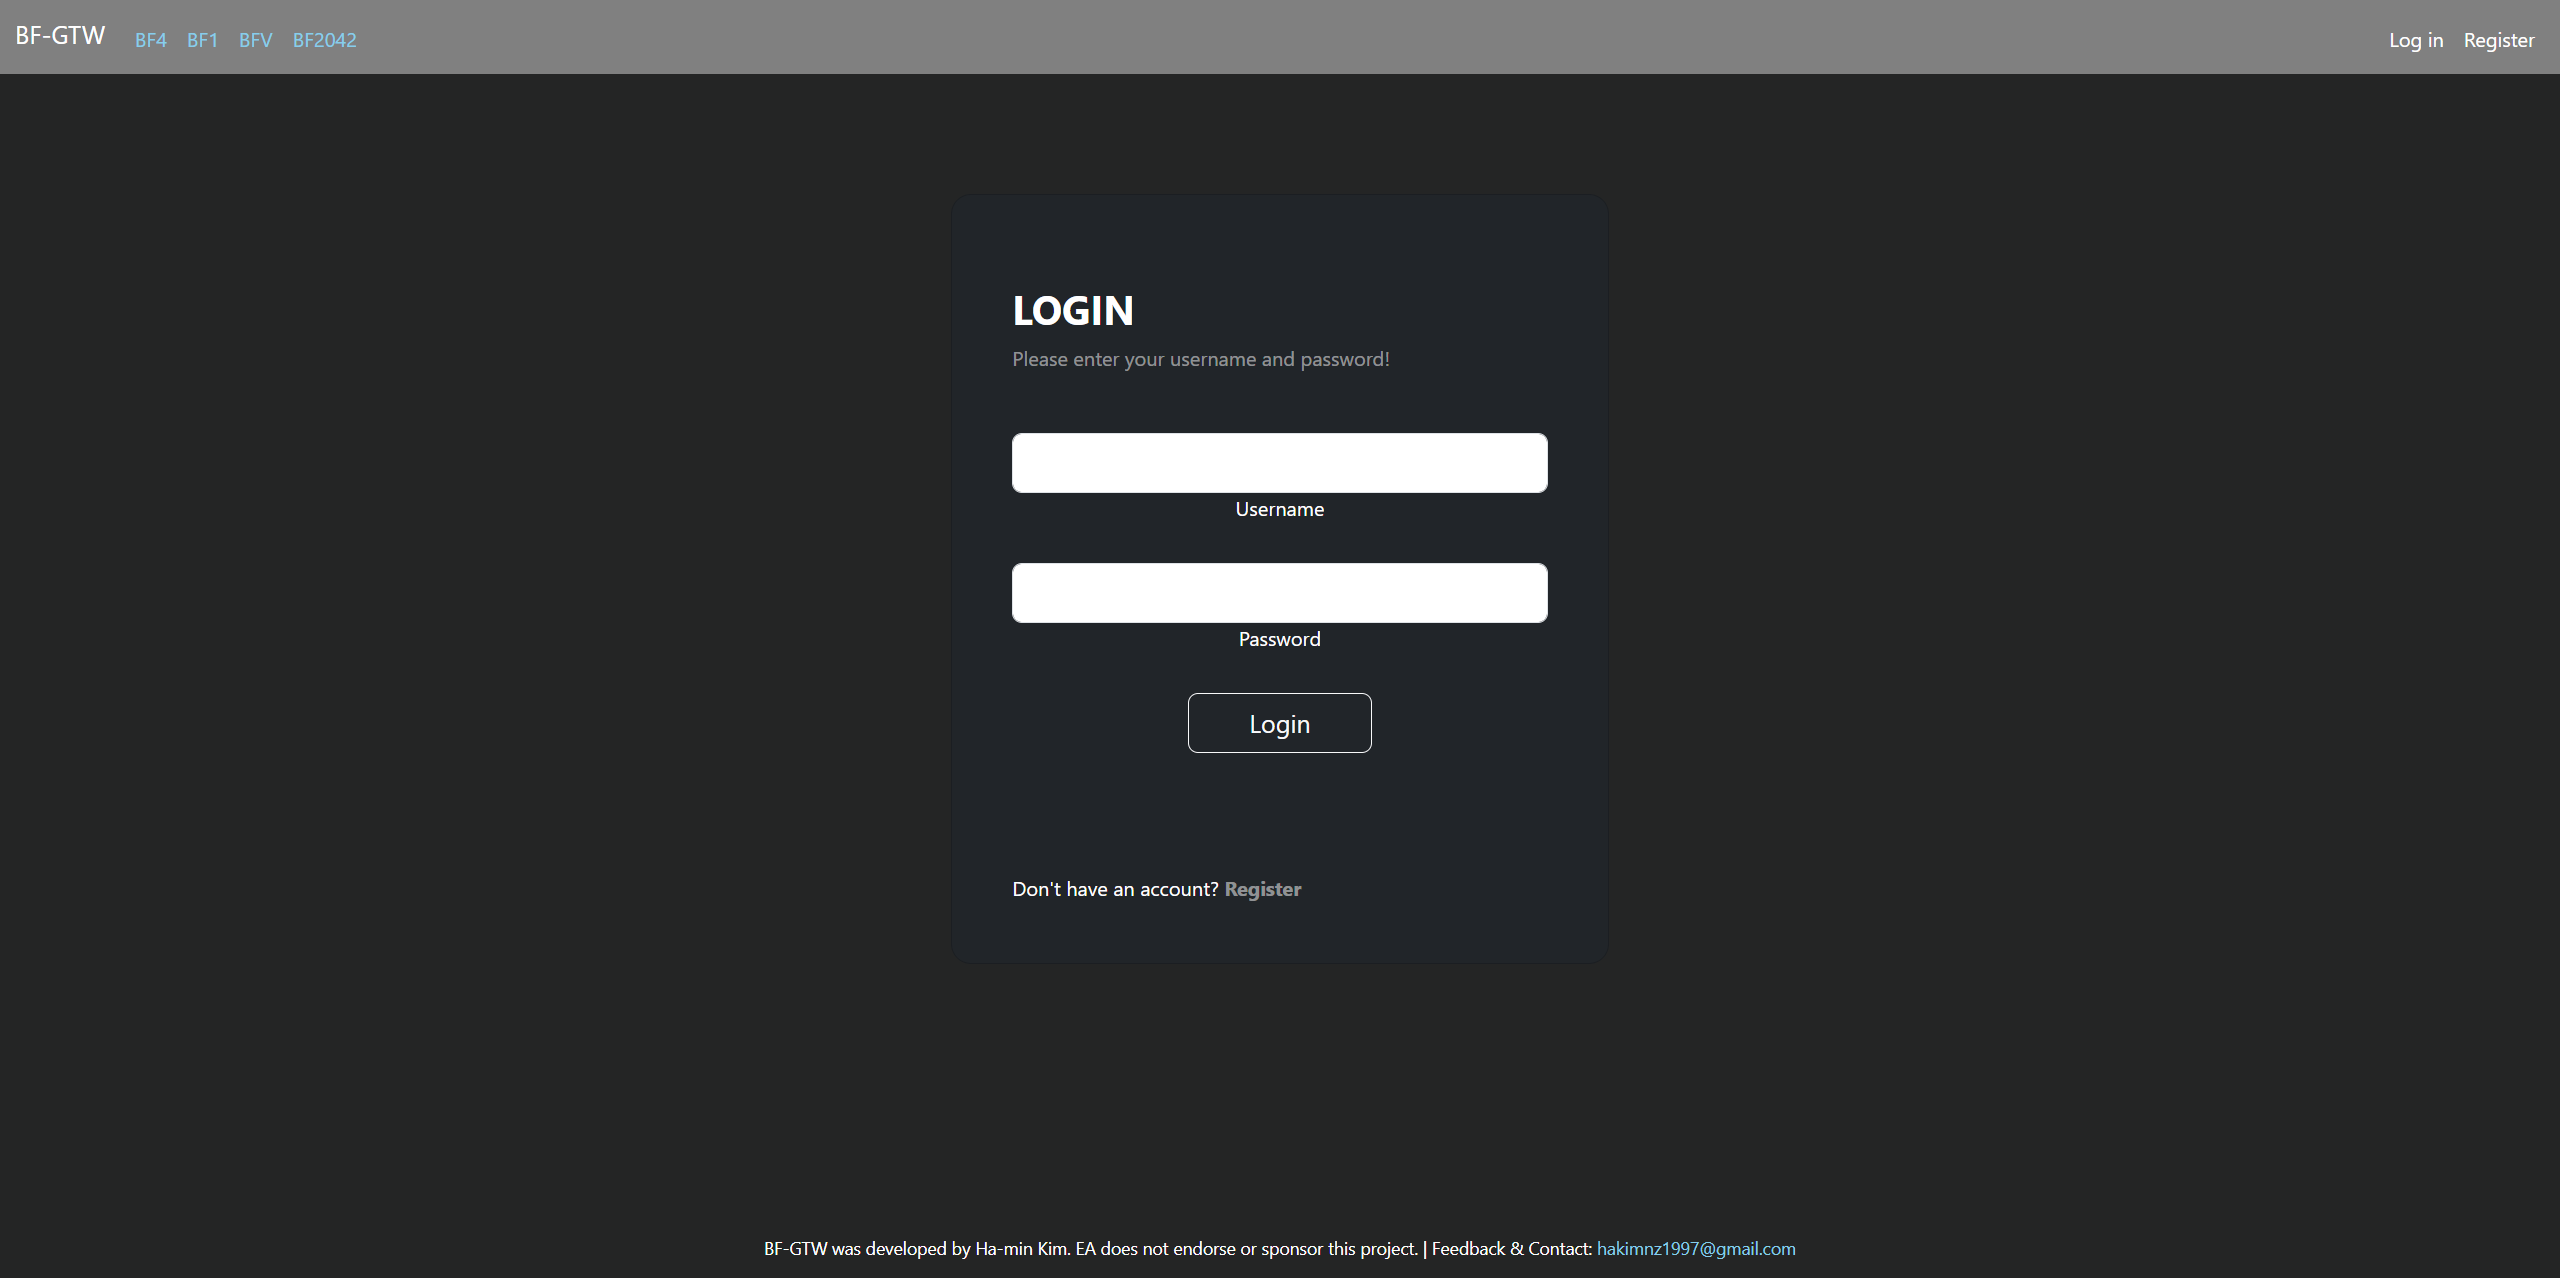 BF-GTW BF4 BF1 BFV BF2042 Log in Register
LOGIN
Please enter your username and password!
Username
Password
Login
Don't have an account? Register
BF-GTW was developed by Ha-min Kim. EA does not endorse or sponsor this project. | Feedback & Contact: hakimnz1997@gmail.com